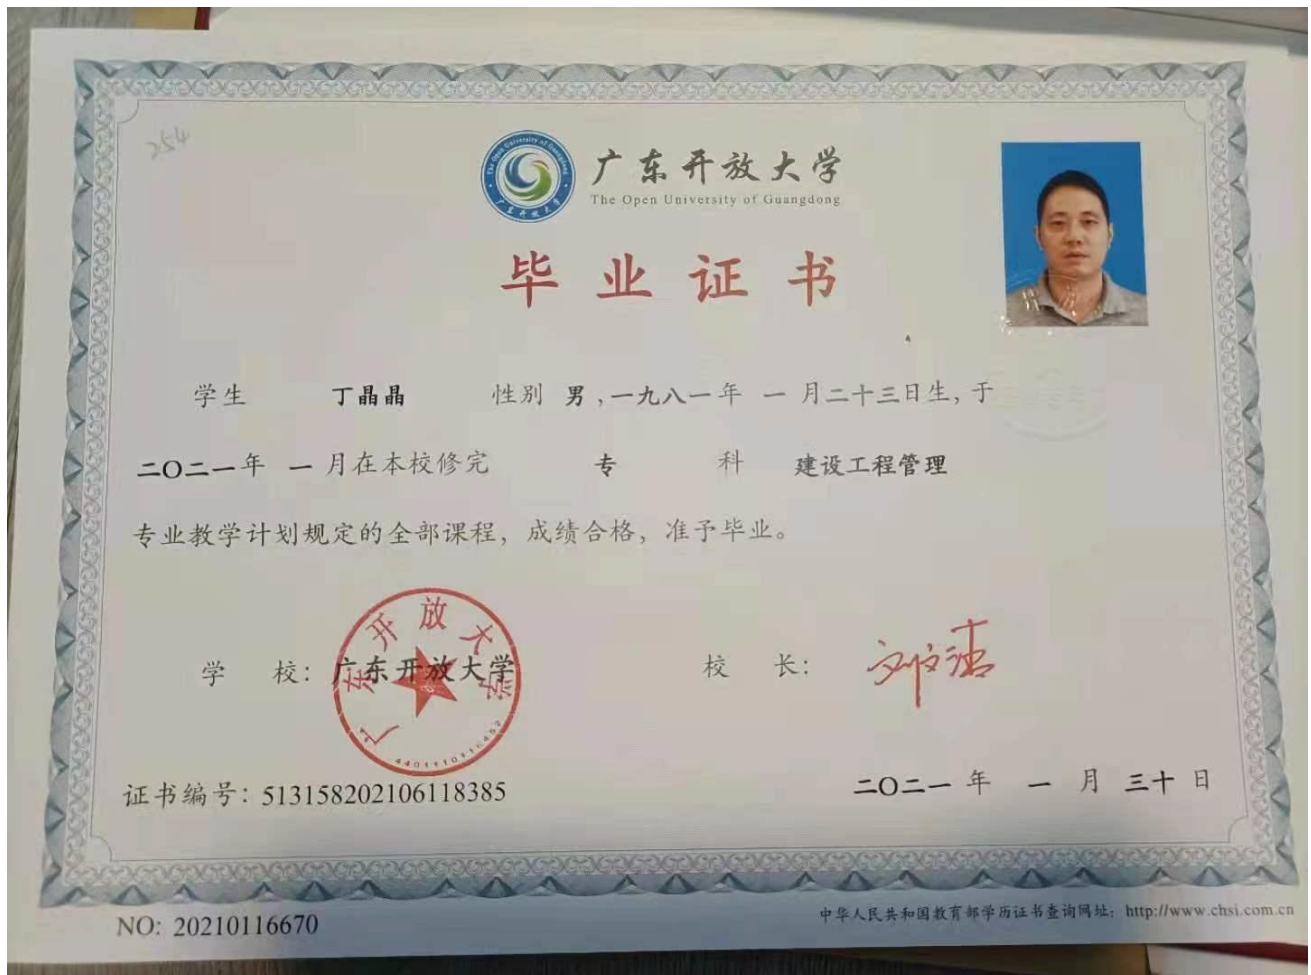 254
广东开放大学
The Open University of Guangdong
毕业证书
学生 丁晶晶 性别 男,一九八一年 一 月二十三日生,于
二〇二一年 一 月在本校修完 专 科 建设工程管理
专业教学计划规定的全部课程,成绩合格,准予毕业。
学 校:广东开放大学
广东开放大学
校 长:
证书编号:513158202106118385
二〇二一 年 一 月 三十 日
NO: 20210116670
中华人民共和国教育部学历证书查询网址:http://www.chsi.com.cn